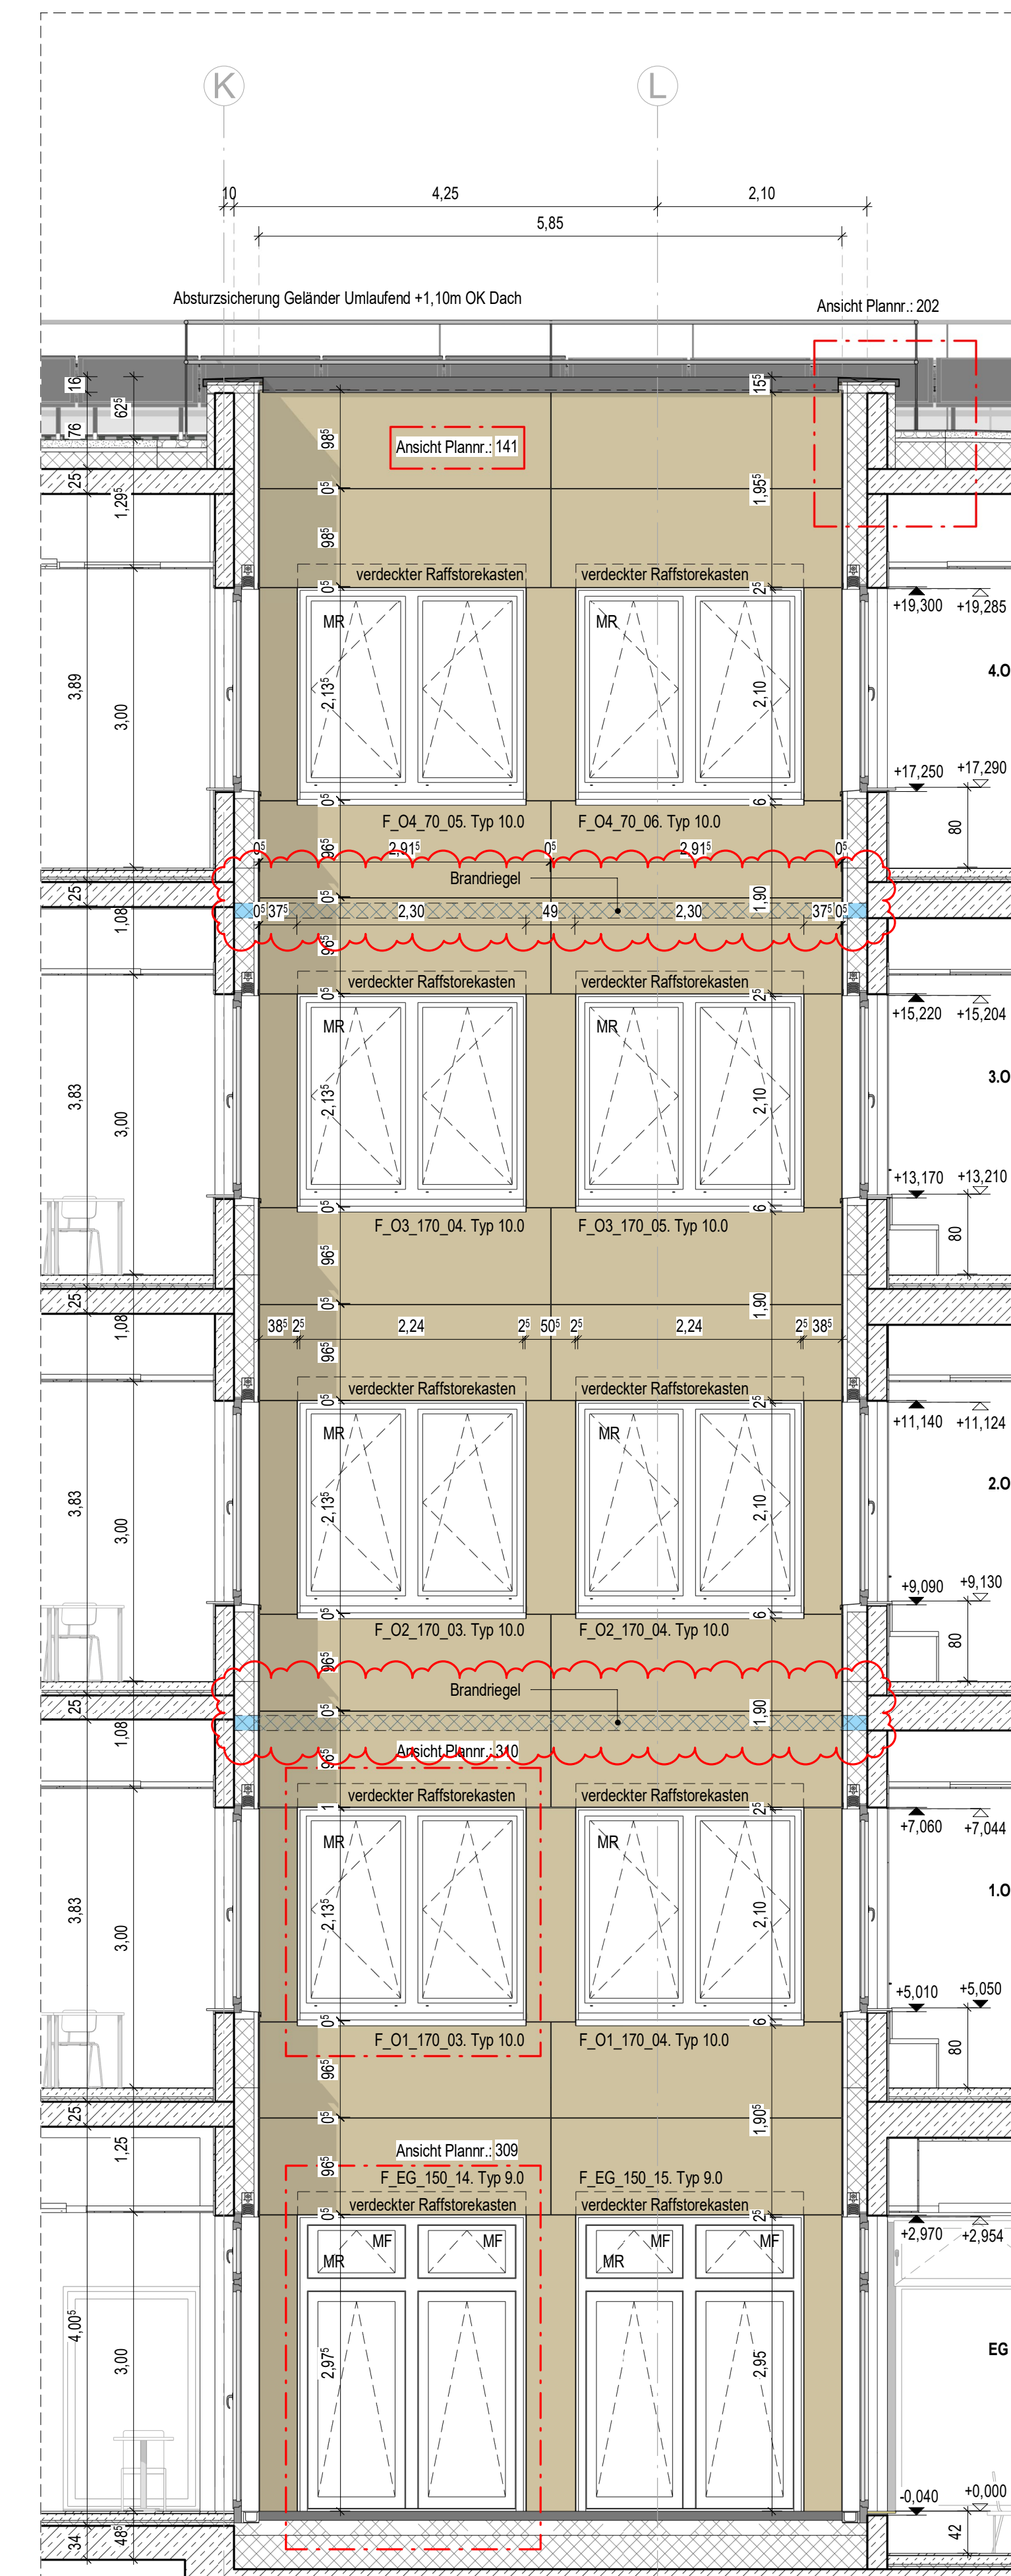 K
L
10
4,25
2,10
5,85
Absturzsicherung Geländer Umlaufend +1,10m OK Dach
Ansicht Plannr.: 202
16
62⁵
76
25
1,29⁵
15⁵
98⁵
Ansicht Plannr.: 141
0⁵
1,95⁵
98⁵
verdeckter Raffstorekasten
verdeckter Raffstorekasten
0⁵
2⁵
+19,300
+19,285
MR
MR
4.O
3,89
3,00
2,13⁵
2,10
+17,250
+17,290
0⁵
6
80
F_O4_70_05. Typ 10.0
F_O4_70_06. Typ 10.0
0⁵
96⁵
2,91⁵
0⁵
2,91⁵
0⁵
Brandriegel
25
0⁵
1,90
1,08
0⁵
37⁵
2,30
49
2,30
37⁵
0⁵
96⁵
verdeckter Raffstorekasten
verdeckter Raffstorekasten
0⁵
2⁵
+15,220
+15,204
MR
MR
3.O
3,83
3,00
2,13⁵
2,10
+13,170
+13,210
0⁵
6
80
F_O3_170_04. Typ 10.0
F_O3_170_05. Typ 10.0
96⁵
25
0⁵
1,90
1,08
38⁵
2⁵
2,24
2⁵
50⁵
2⁵
2,24
2⁵
38⁵
96⁵
verdeckter Raffstorekasten
verdeckter Raffstorekasten
0⁵
2⁵
+11,140
+11,124
MR
MR
2.O
3,83
3,00
2,13⁵
2,10
+9,090
+9,130
0⁵
6
80
F_O2_170_03. Typ 10.0
F_O2_170_04. Typ 10.0
96⁵
Brandriegel
25
0⁵
1,90
1,08
96⁵
Ansicht Plannr.: 310
verdeckter Raffstorekasten
verdeckter Raffstorekasten
1
2⁵
+7,060
+7,044
MR
MR
1.O
3,83
3,00
2,13⁵
2,10
+5,010
+5,050
0⁵
6
80
F_O1_170_03. Typ 10.0
F_O1_170_04. Typ 10.0
96⁵
25
0⁵
1,90⁵
1,25
Ansicht Plannr.: 309
96⁵
F_EG_150_14. Typ 9.0
F_EG_150_15. Typ 9.0
verdeckter Raffstorekasten
verdeckter Raffstorekasten
0⁵
2⁵
+2,970
+2,954
MF
MF
MF
MF
MR
MR
EG
4,00⁵
3,00
2,97⁵
2,95
-0,040
+0,000
34
48⁵
42